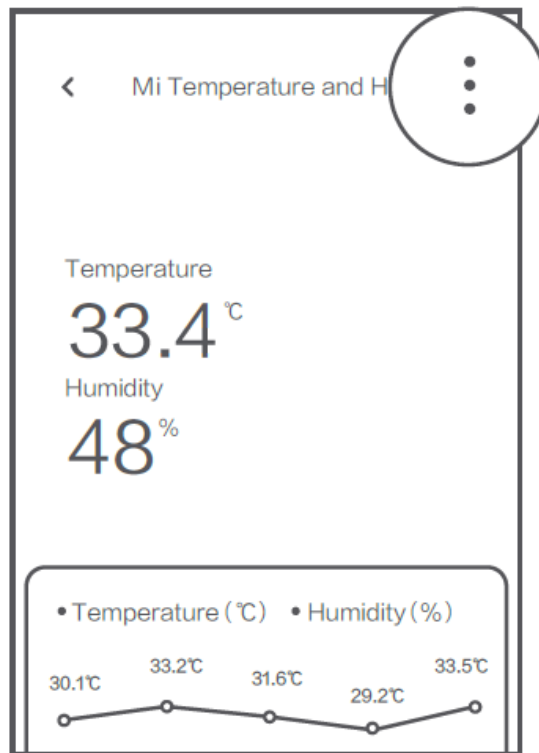 Mi Temperature and H
Temperature
33.4 ℃
Humidity
48 %
• Temperature (℃) • Humidity (%)
30.1℃ 33.2℃ 31.6℃ 29.2℃ 33.5℃